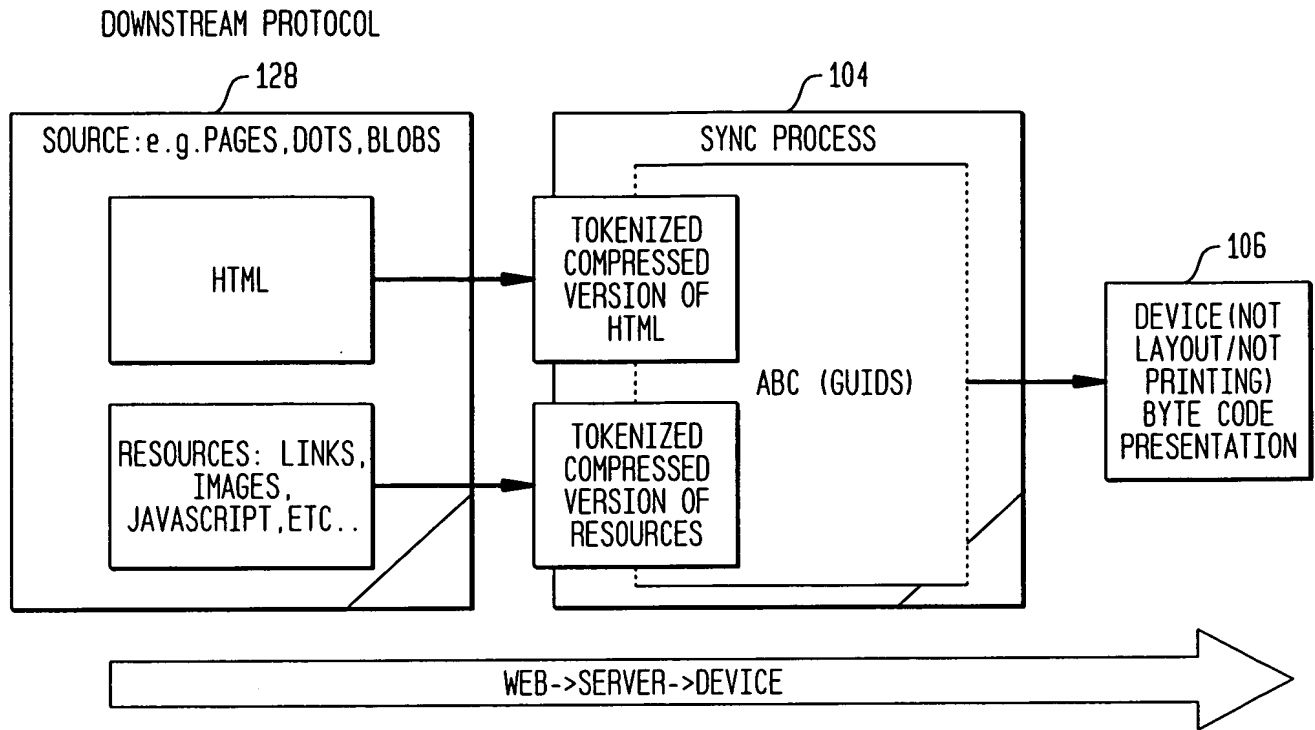 DOWNSTREAM PROTOCOL
128
SOURCE:e.g.PAGES,DOTS,BLOBS
HTML
RESOURCES: LINKS,
IMAGES,
JAVASCRIPT,ETC..
104
SYNC PROCESS
TOKENIZED
COMPRESSED
VERSION OF
HTML
ABC (GUIDS)
TOKENIZED
COMPRESSED
VERSION OF
RESOURCES
106
DEVICE(NOT
LAYOUT/NOT
PRINTING)
BYTE CODE
PRESENTATION
WEB->SERVER->DEVICE